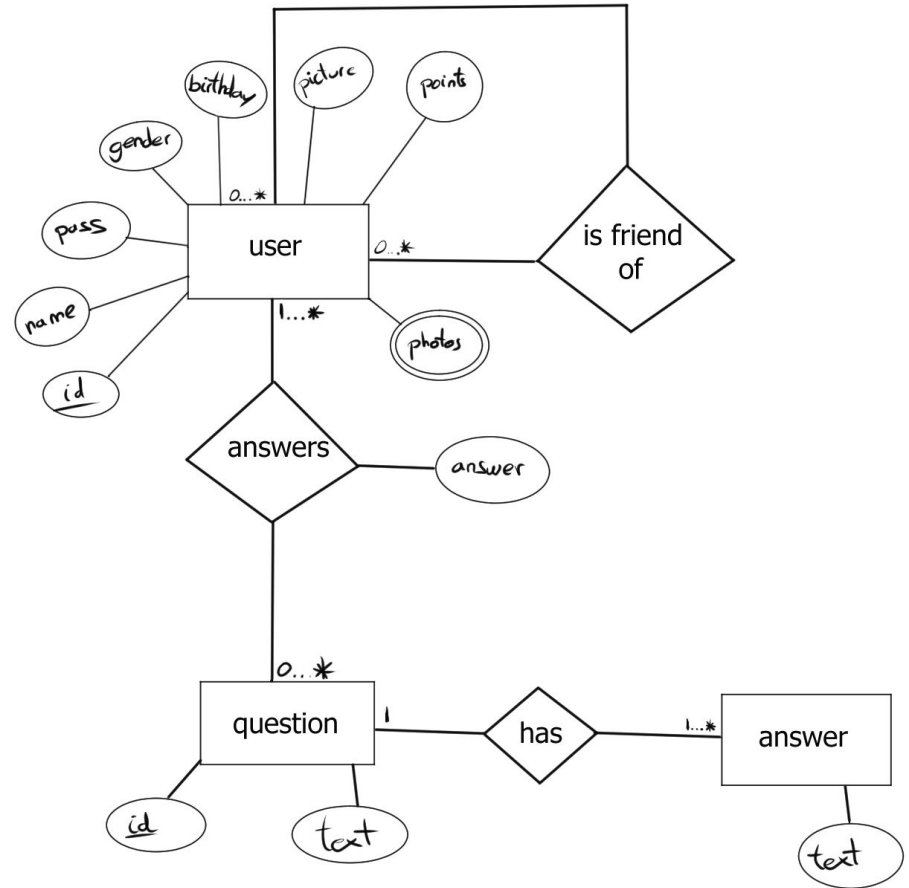 birthday
picture
points
gender
0...*
pass
user
0...*
is friend
of
name
1...*
photos
id
answers
answer
0...*
question
1
has
1...*
answer
id
text
text